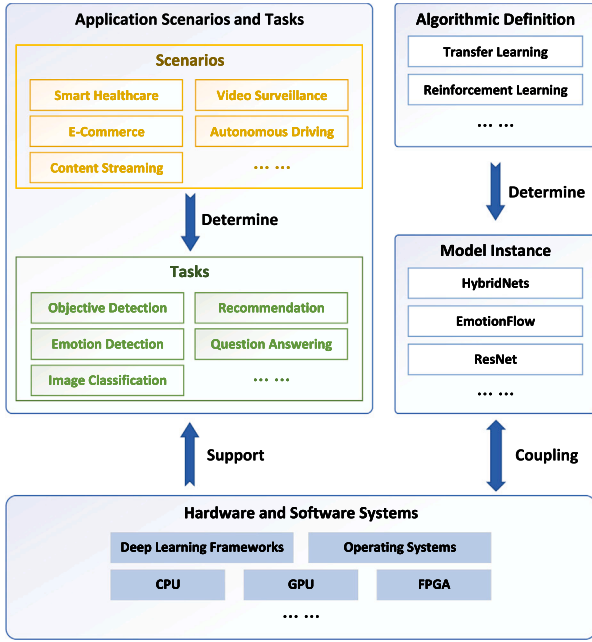 Application Scenarios and Tasks
Scenarios
Smart Healthcare
Video Surveillance
E-Commerce
Autonomous Driving
Content Streaming
... ...
Determine
Tasks
Objective Detection
Recommendation
Emotion Detection
Question Answering
Image Classification
... ...
Algorithmic Definition
Transfer Learning
Reinforcement Learning
... ...
Determine
Model Instance
HybridNets
EmotionFlow
ResNet
... ...
Support
Coupling
Hardware and Software Systems
Deep Learning Frameworks
Operating Systems
CPU
GPU
FPGA
... ...